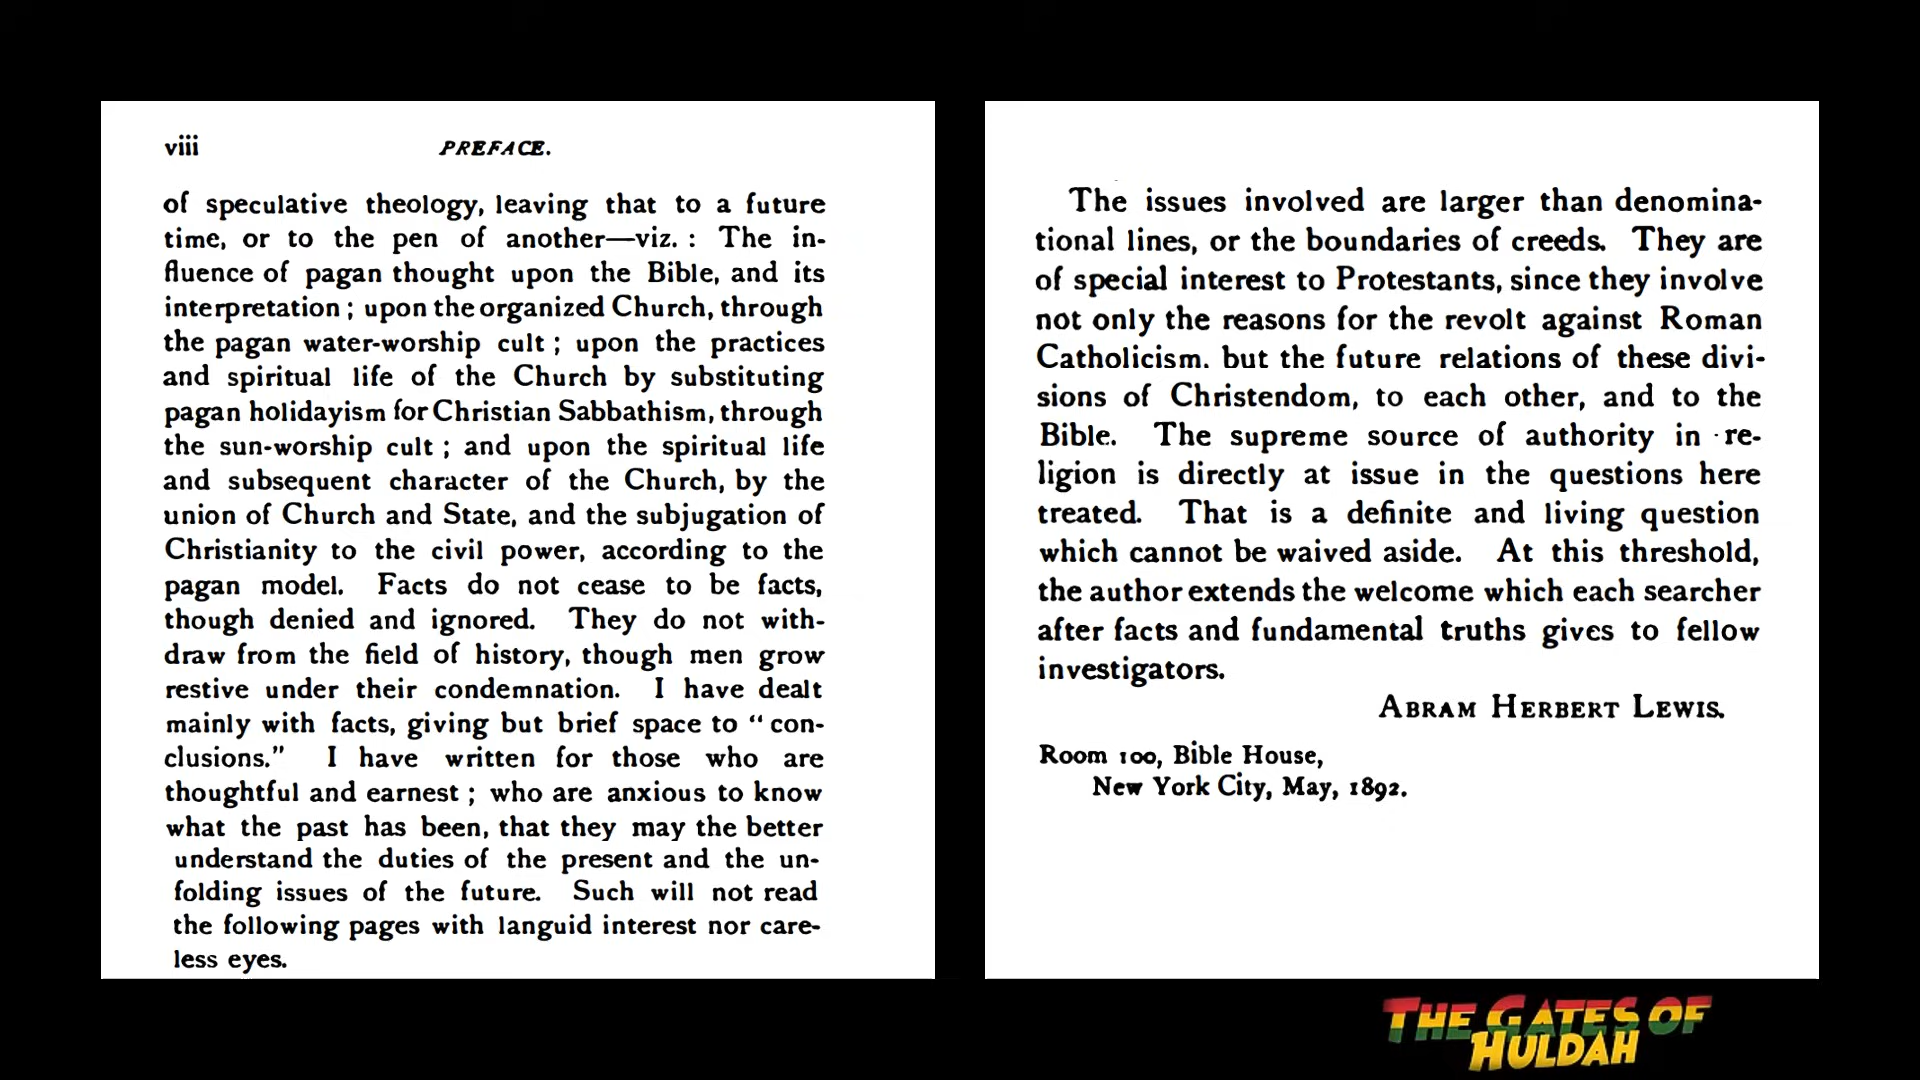 viii
PREFACE.
of speculative theology, leaving that to a future
time, or to the pen of another—viz. : The in-
fluence of pagan thought upon the Bible, and its
interpretation ; upon the organized Church, through
the pagan water-worship cult ; upon the practices
and spiritual life of the Church by substituting
pagan holidayism for Christian Sabbathism, through
the sun-worship cult ; and upon the spiritual life
and subsequent character of the Church, by the
union of Church and State, and the subjugation of
Christianity to the civil power, according to the
pagan model. Facts do not cease to be facts,
though denied and ignored. They do not with-
draw from the field of history, though men grow
restive under their condemnation. I have dealt
mainly with facts, giving but brief space to “ con-
clusions.” I have written for those who are
thoughtful and earnest ; who are anxious to know
what the past has been, that they may the better
understand the duties of the present and the un-
folding issues of the future. Such will not read
the following pages with languid interest nor care-
less eyes.
The issues involved are larger than denomina-
tional lines, or the boundaries of creeds. They are
of special interest to Protestants, since they involve
not only the reasons for the revolt against Roman
Catholicism, but the future relations of these divi-
sions of Christendom, to each other, and to the
Bible. The supreme source of authority in re-
ligion is directly at issue in the questions here
treated. That is a definite and living question
which cannot be waived aside. At this threshold,
the author extends the welcome which each searcher
after facts and fundamental truths gives to fellow
investigators.
ABRAM HERBERT LEWIS.
Room 100, Bible House,
New York City, May, 1892.
THE GATES OF
HULDAH